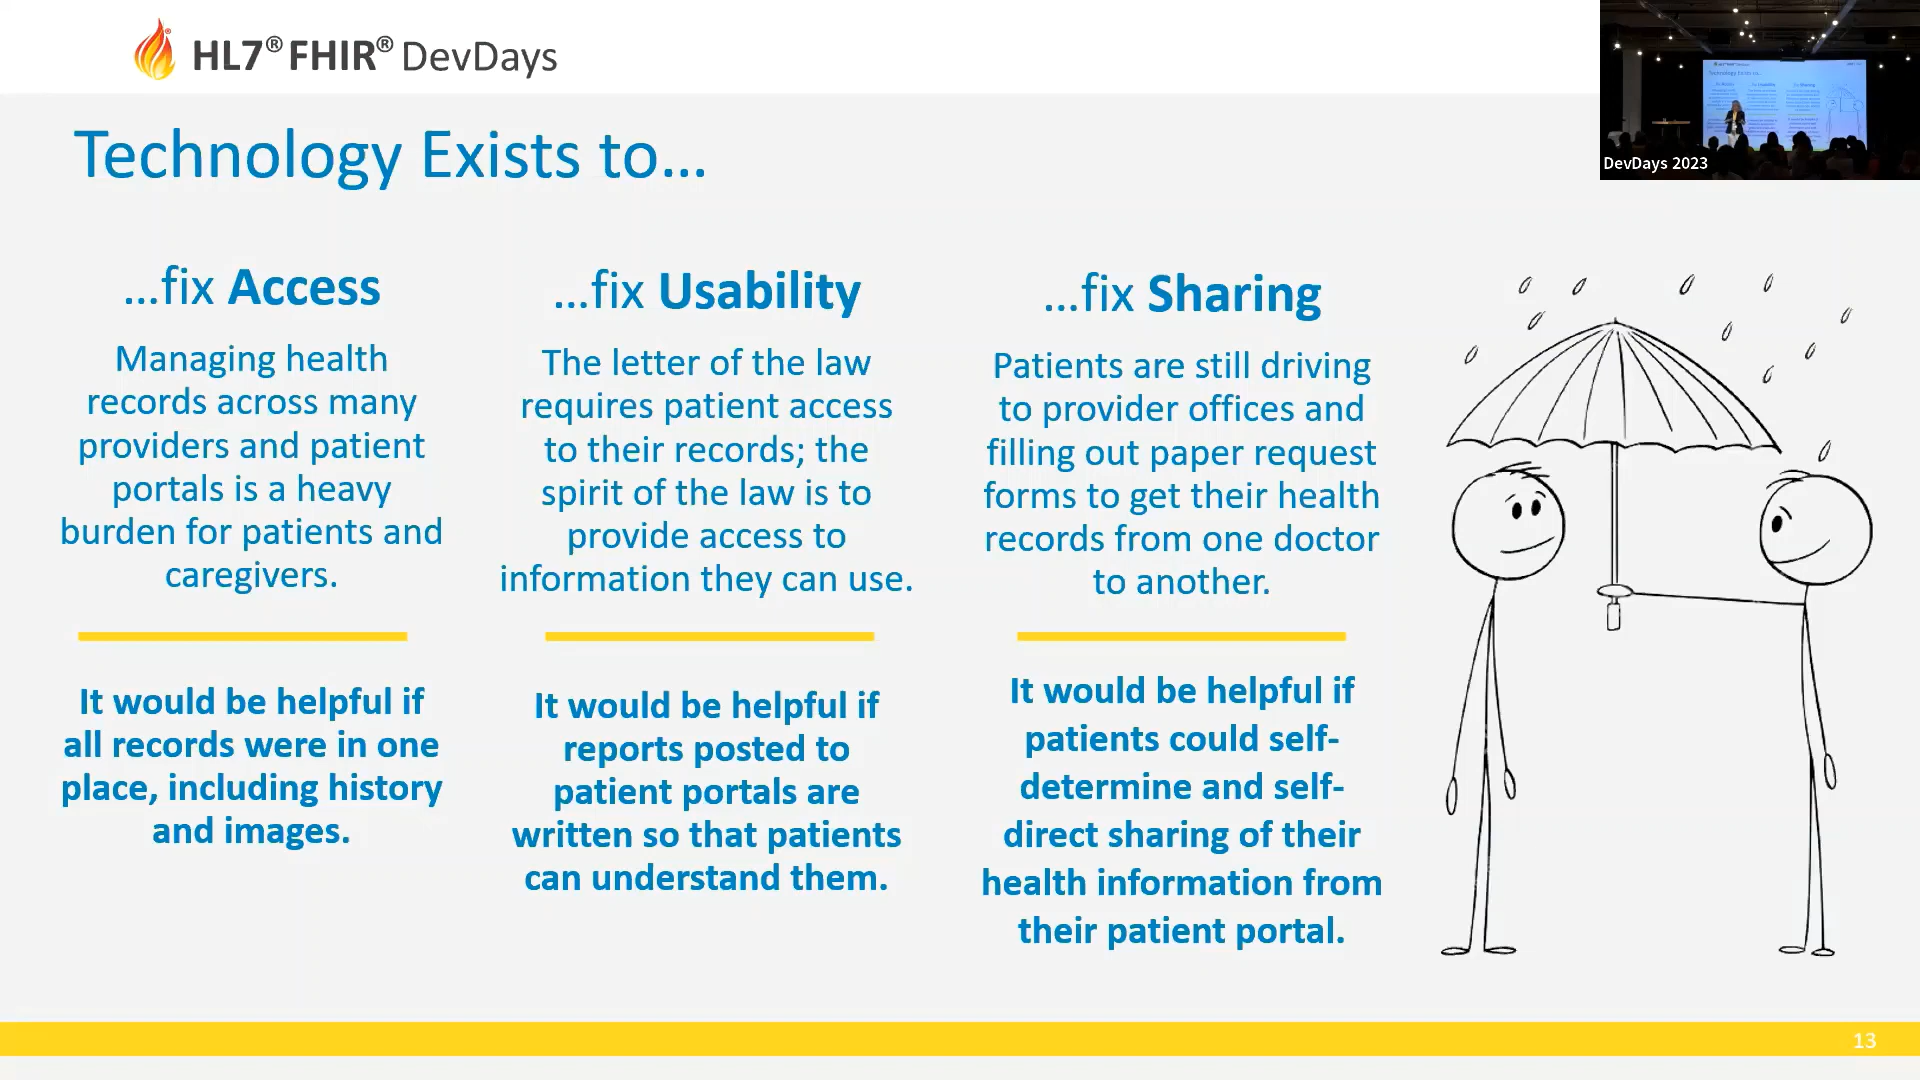 HL7® FHIR® DevDays
DevDays 2023
Technology Exists to...
...fix Access
Managing health
records across many
providers and patient
portals is a heavy
burden for patients and
caregivers.
It would be helpful if
all records were in one
place, including history
and images.
...fix Usability
The letter of the law
requires patient access
to their records; the
spirit of the law is to
provide access to
information they can use.
It would be helpful if
reports posted to
patient portals are
written so that patients
can understand them.
...fix Sharing
Patients are still driving
to provider offices and
filling out paper request
forms to get their health
records from one doctor
to another.
It would be helpful if
patients could self-
determine and self-
direct sharing of their
health information from
their patient portal.
13